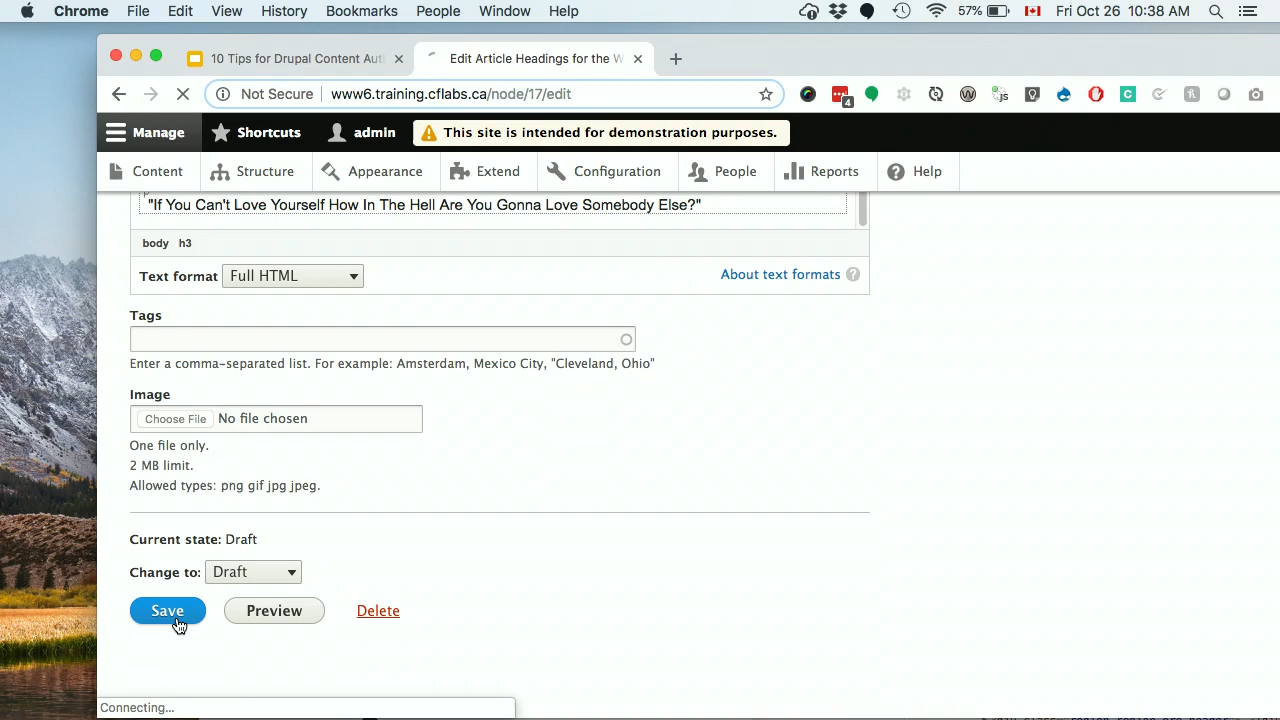 Chrome File Edit View History Bookmarks People Window Help 57% Fri Oct 26 10:38 AM
10 Tips for Drupal Content Aut Edit Article Headings for the W
Not Secure www6.training.cflabs.ca/node/17/edit 4
Manage Shortcuts admin This site is intended for demonstration purposes.
Content Structure Appearance Extend Configuration People Reports Help
"If You Can't Love Yourself How In The Hell Are You Gonna Love Somebody Else?"
body h3
Text format Full HTML About text formats ?
Tags
Enter a comma-separated list. For example: Amsterdam, Mexico City, "Cleveland, Ohio"
Image
Choose File No file chosen
One file only.
2 MB limit.
Allowed types: png gif jpg jpeg.
Current state: Draft
Change to: Draft
Save Preview Delete
Connecting...